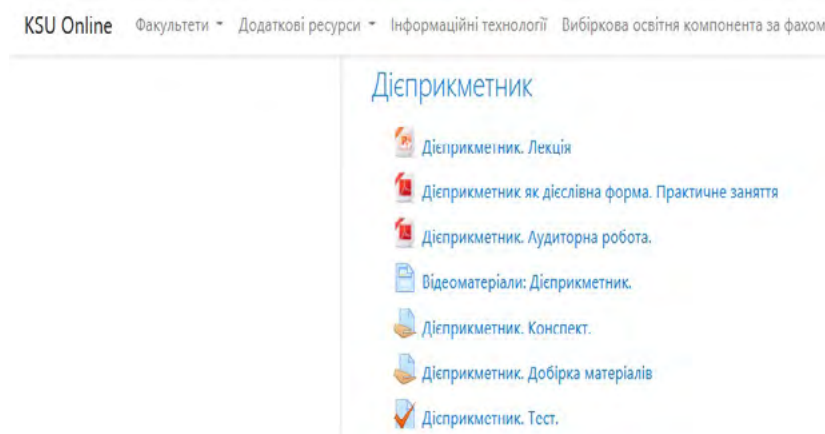 KSU Online Факультети Додаткові ресурси Інформаційні технології Вибіркова освітня компонента за фахом
Дієприкметник
Дієприкметник. Лекція
Дієприкметник як дієслівна форма. Практичне заняття
Дієприкметник. Аудиторна робота.
Відеоматеріали: Дієприкметник.
Дієприкметник. Конспект.
Дієприкметник. Добірка матеріалів
Дієприкметник. Тест.